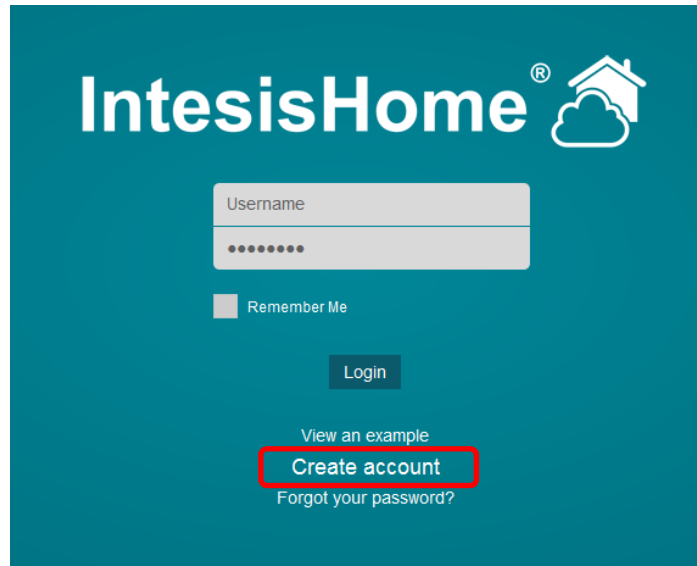 IntesisHome®
Username
••••••••
Remember Me
Login
View an example
Create account
Forgot your password?